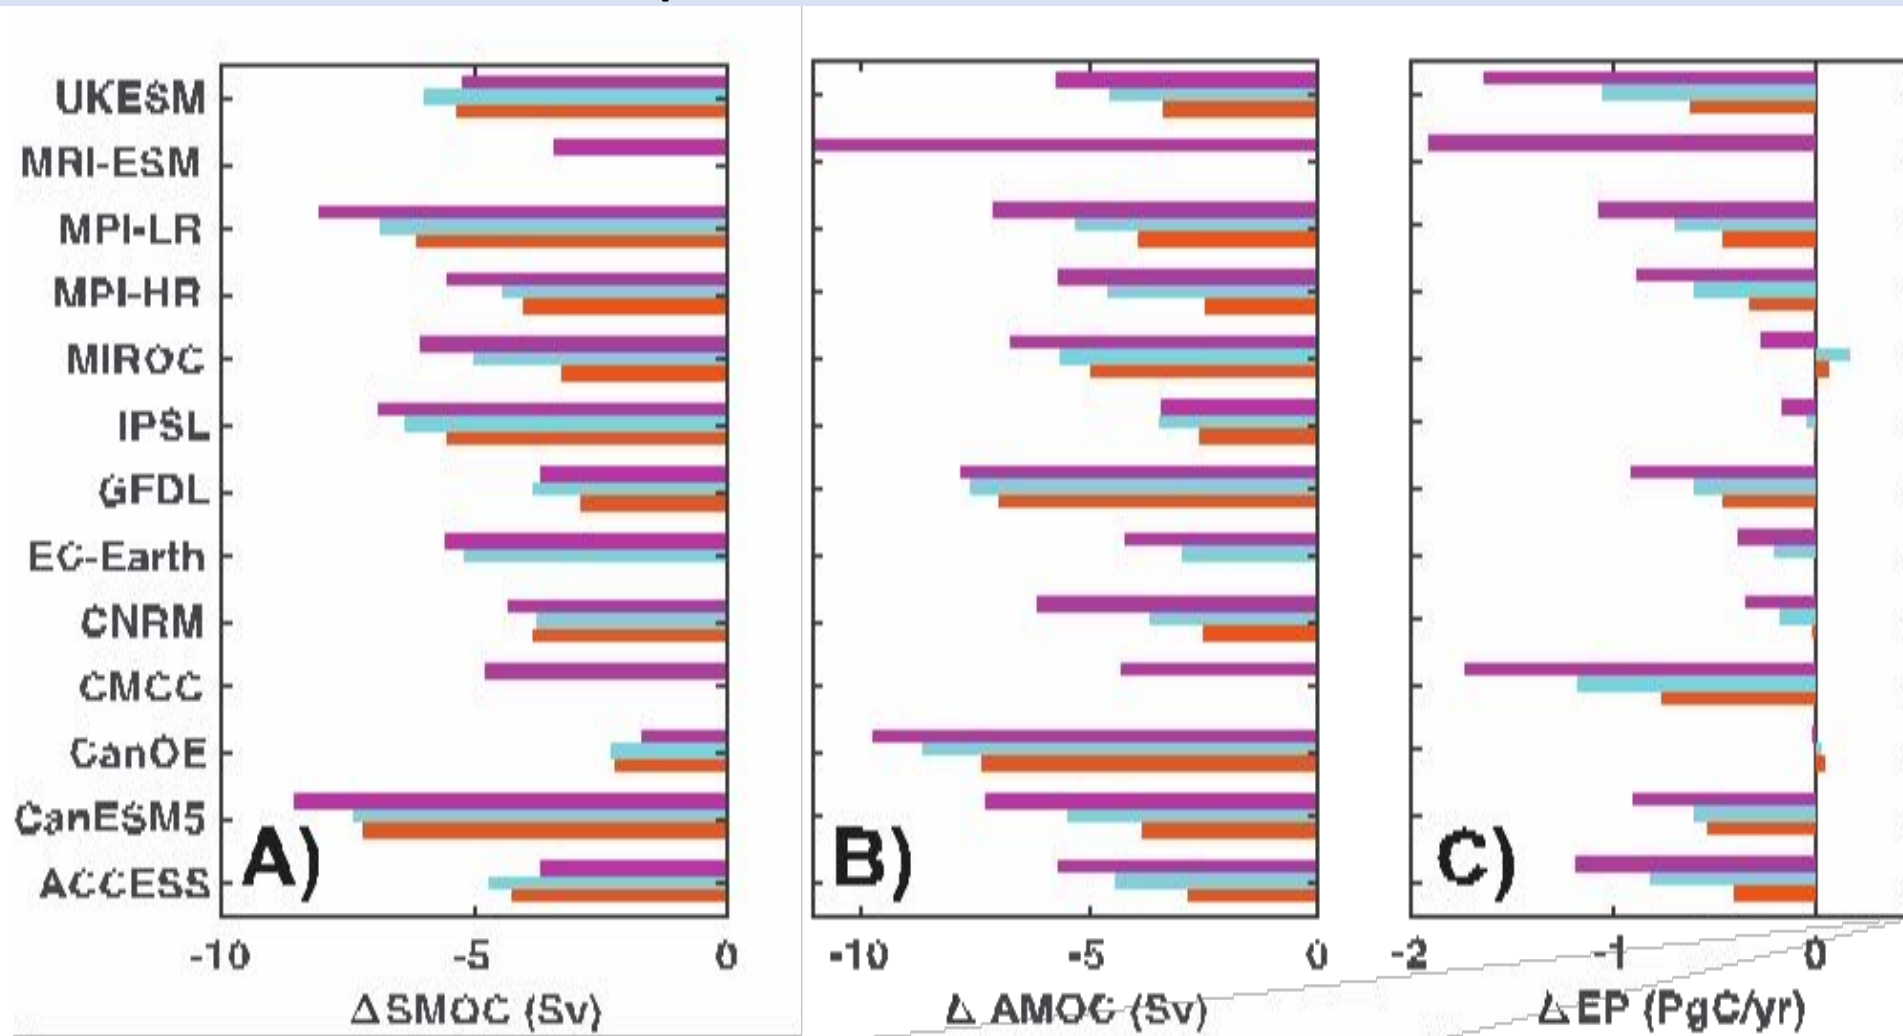 UKESM
MRI-ESM
MPI-LR
MPI-HR
MIROC
IPSL
GFDL
EC-Earth
CNRM
CMCC
CanOE
CanESM5
ACCESS
A)
B)
C)
-10 -5 0
-10 -5 0
-2 -1 0
ΔSMOC (Sv)
Δ AMOC (Sv)
ΔEP (PgC/yr)